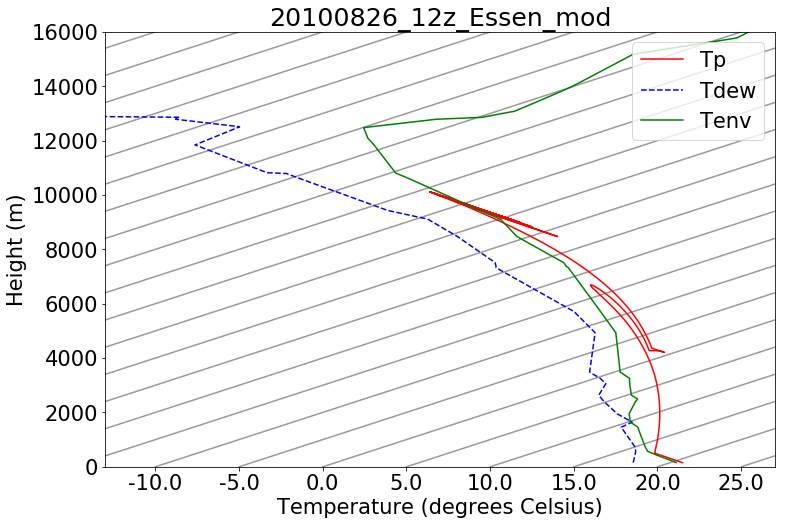 20100826_12z_Essen_mod
Tp
Tdew
Tenv
Height (m)
16000
14000
12000
10000
8000
6000
4000
2000
0
-10.0 -5.0 0.0 5.0 10.0 15.0 20.0 25.0
Temperature (degrees Celsius)